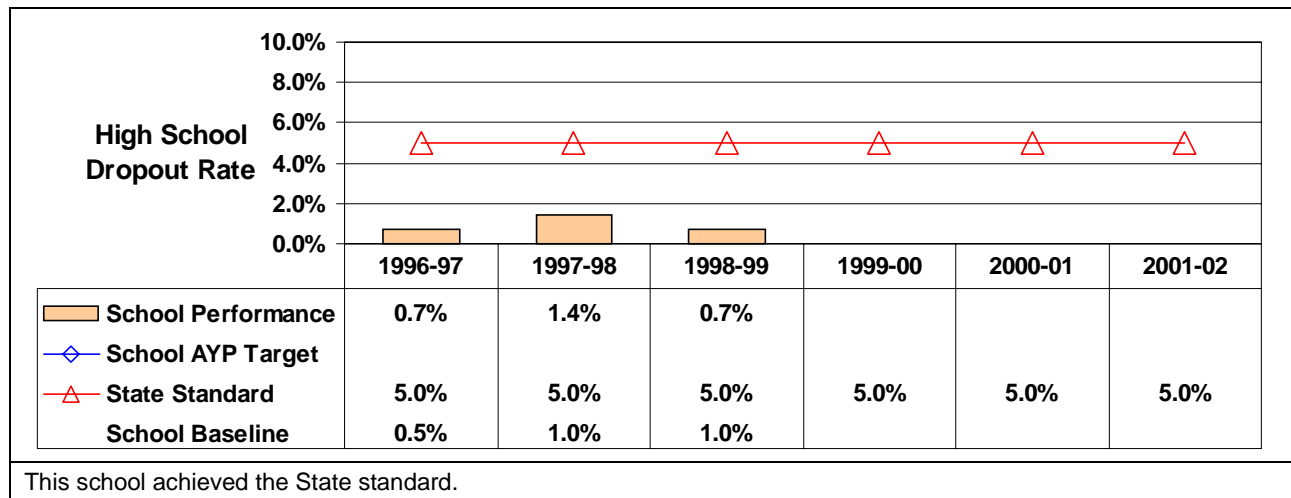 10.0%
8.0%
6.0%
High School
Dropout Rate
4.0%
2.0%
0.0%
1996-97 1997-98 1998-99 1999-00 2000-01 2001-02
School Performance 0.7% 1.4% 0.7%
School AYP Target
State Standard 5.0% 5.0% 5.0% 5.0% 5.0% 5.0%
School Baseline 0.5% 1.0% 1.0%
This school achieved the State standard.